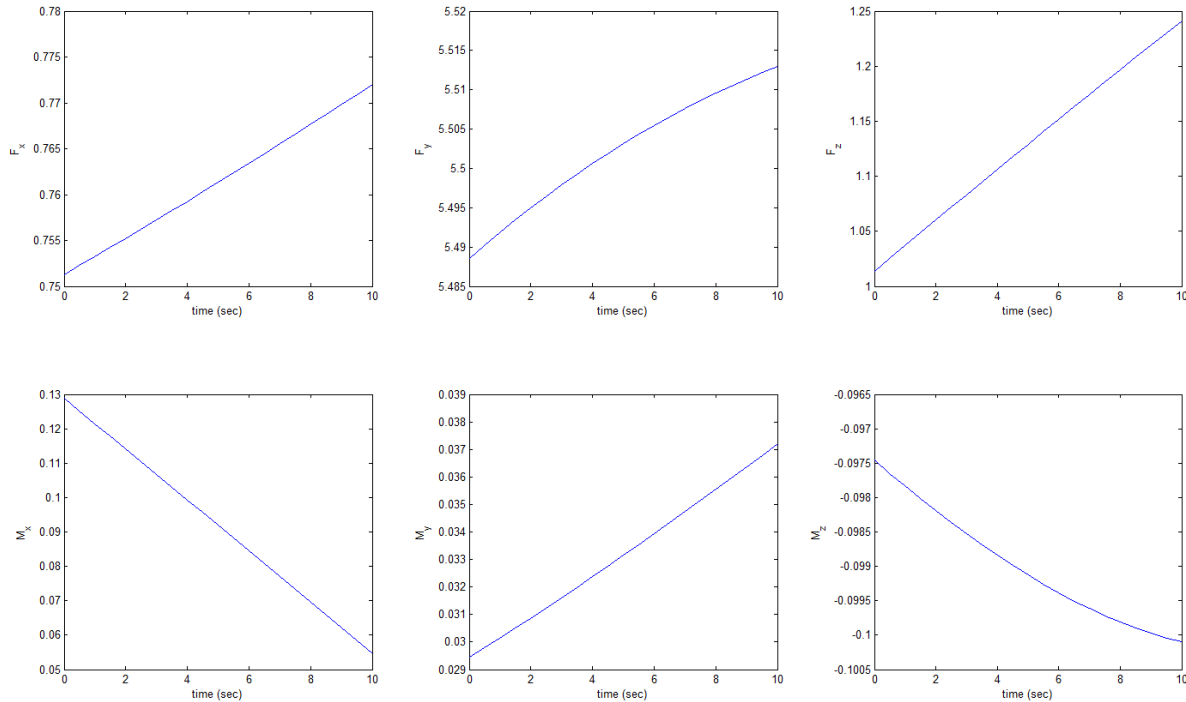 0.78
0.775
0.77
0.765
0.76
0.755
0.75
F_x
0 2 4 6 8 10
time (sec)
5.52
5.515
5.51
5.505
5.5
5.495
5.49
5.485
F_y
0 2 4 6 8 10
time (sec)
1.25
1.2
1.15
1.1
1.05
1
F_z
0 2 4 6 8 10
time (sec)
0.13
0.12
0.11
0.1
0.09
0.08
0.07
0.06
0.05
M_x
0 2 4 6 8 10
time (sec)
0.039
0.038
0.037
0.036
0.035
0.034
0.033
0.032
0.031
0.03
0.029
M_y
0 2 4 6 8 10
time (sec)
-0.0965
-0.097
-0.0975
-0.098
-0.0985
-0.099
-0.0995
-0.1
-0.1005
M_z
0 2 4 6 8 10
time (sec)